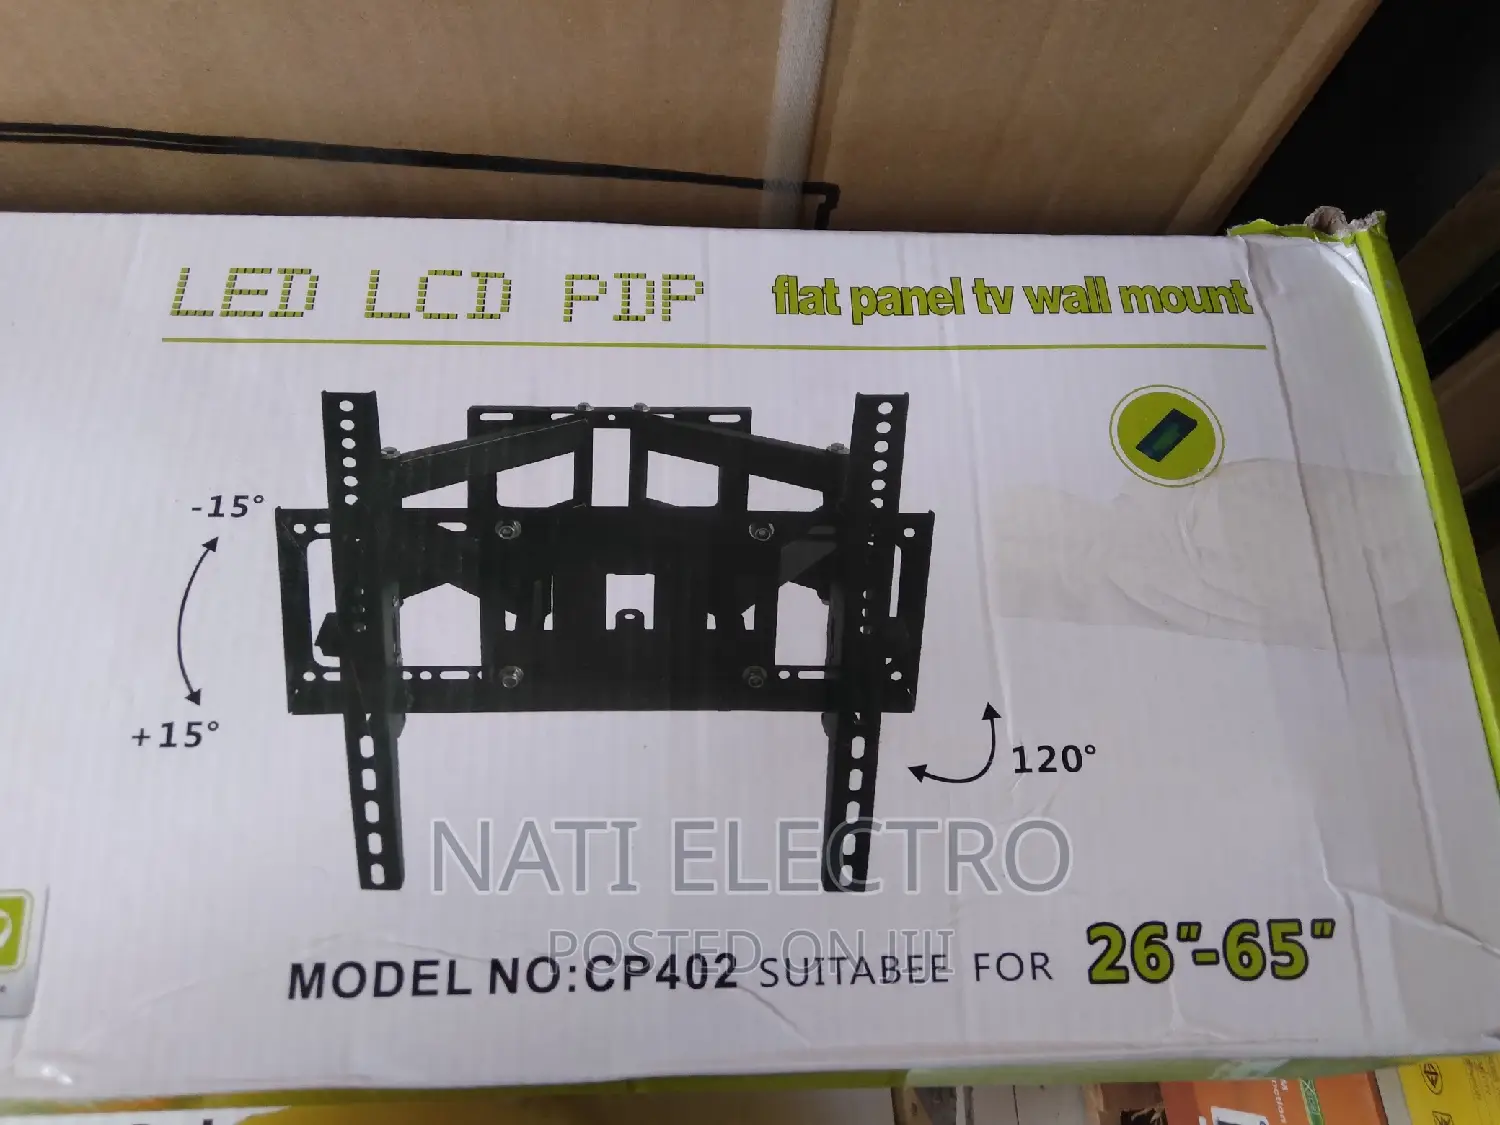 LED LCD PDP flat panel tv wall mount
-15°
+15°
120°
NATI ELECTRO
POSTED ON JIJI
MODEL NO:CP402 SUITABEE FOR 26"-65"